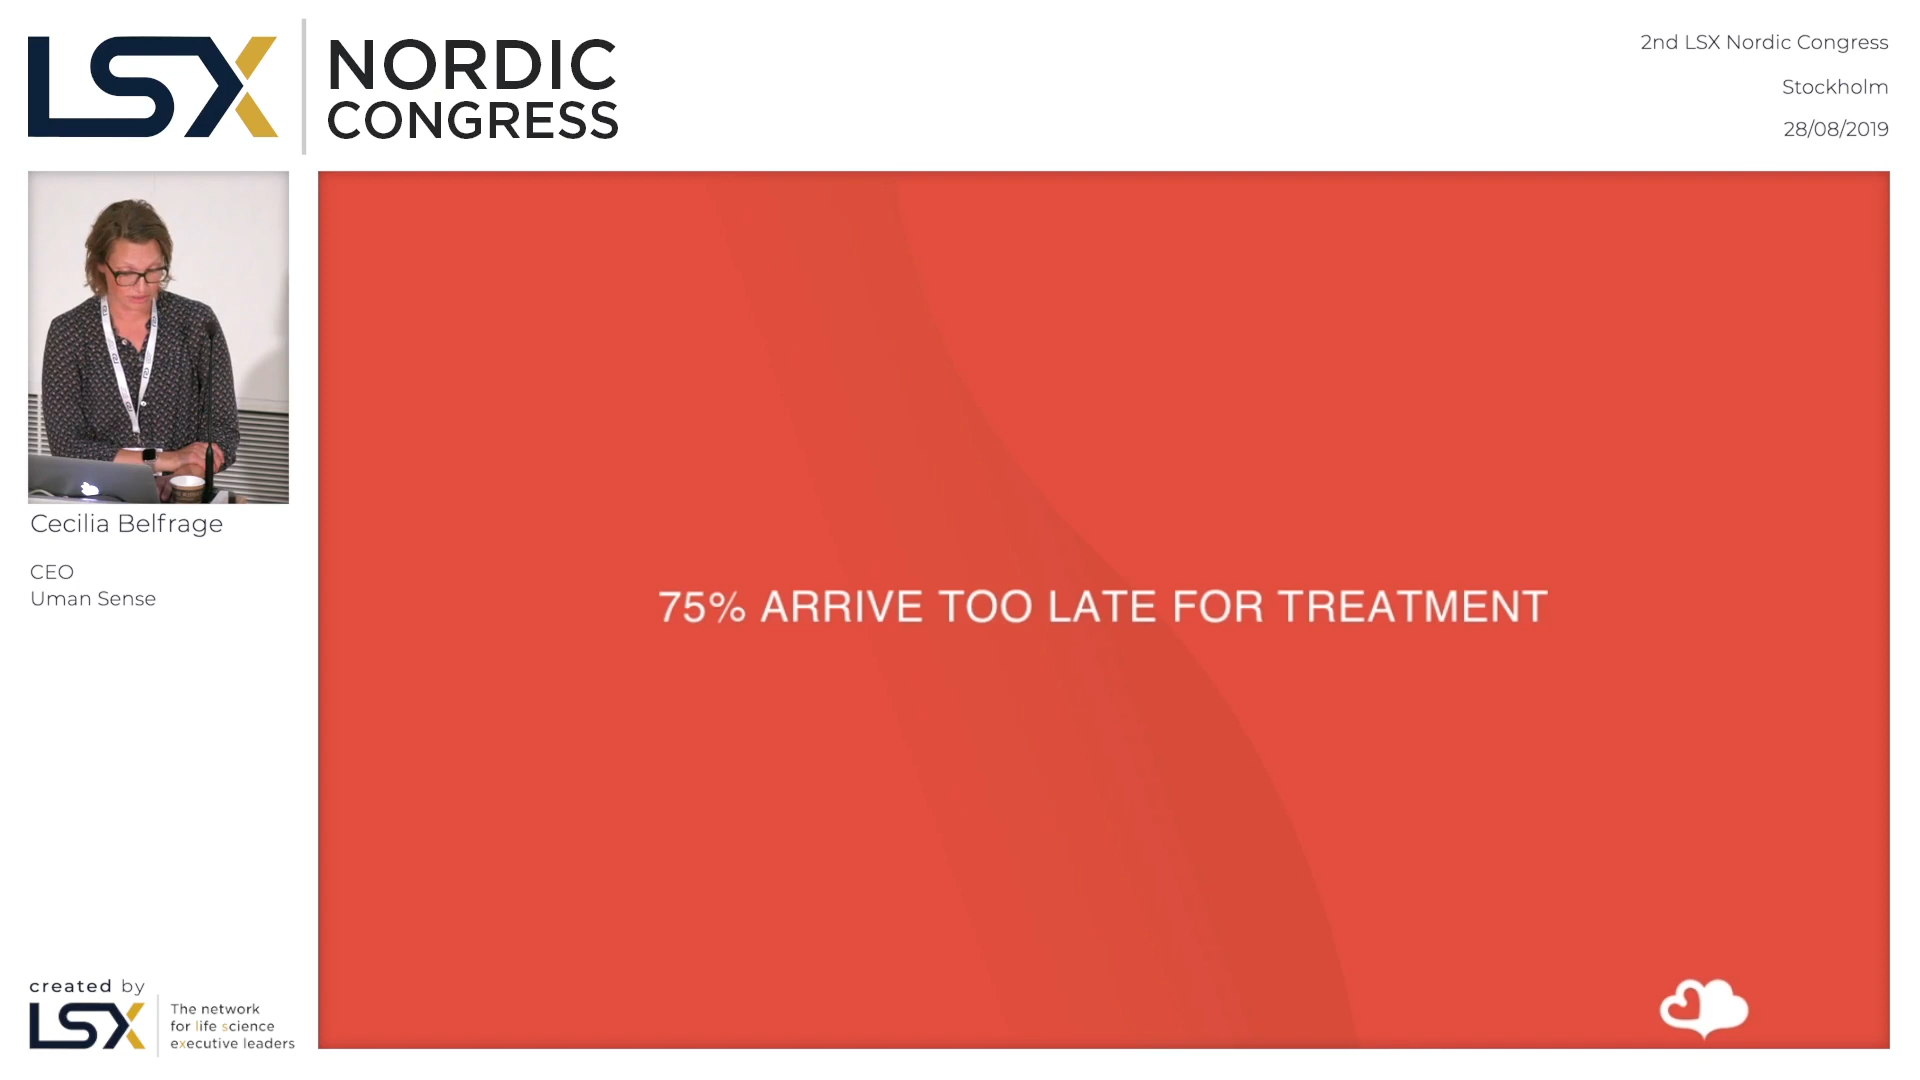 LSX
NORDIC
CONGRESS
2nd LSX Nordic Congress
Stockholm
28/08/2019
Cecilia Belfrage
CEO
Uman Sense
75% ARRIVE TOO LATE FOR TREATMENT
created by
LSX
The network
for life science
executive leaders